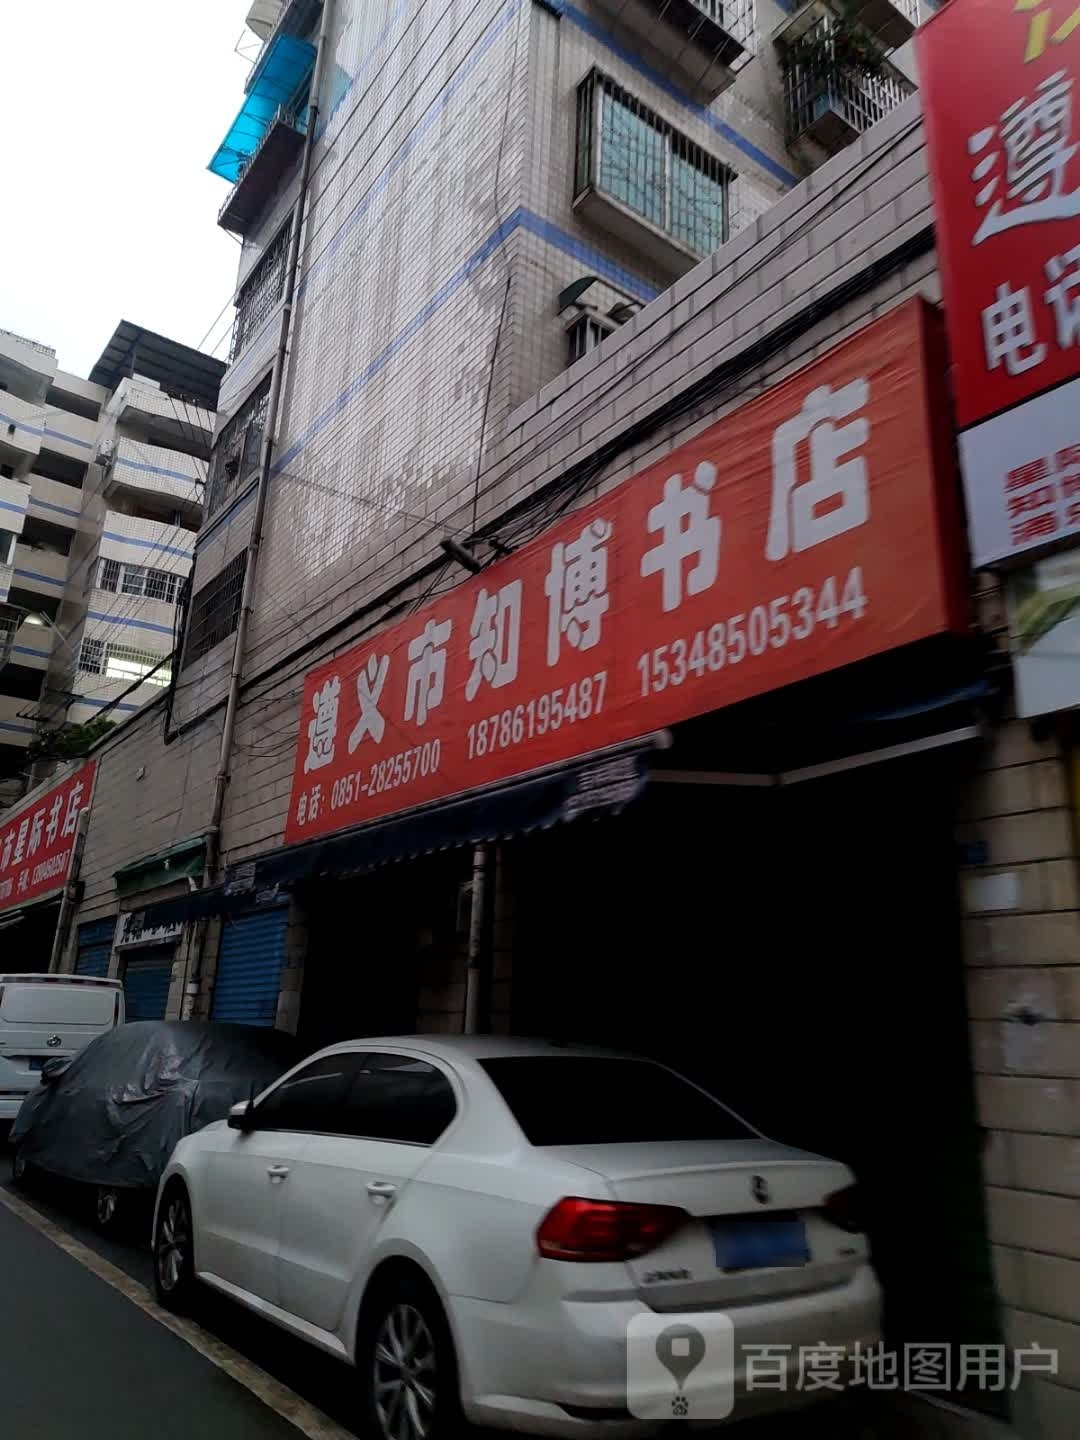 遵义市知博书店
电话：0851-28255700 18786195487 15348505344
市星际书店
遵
电话
百度地图用户